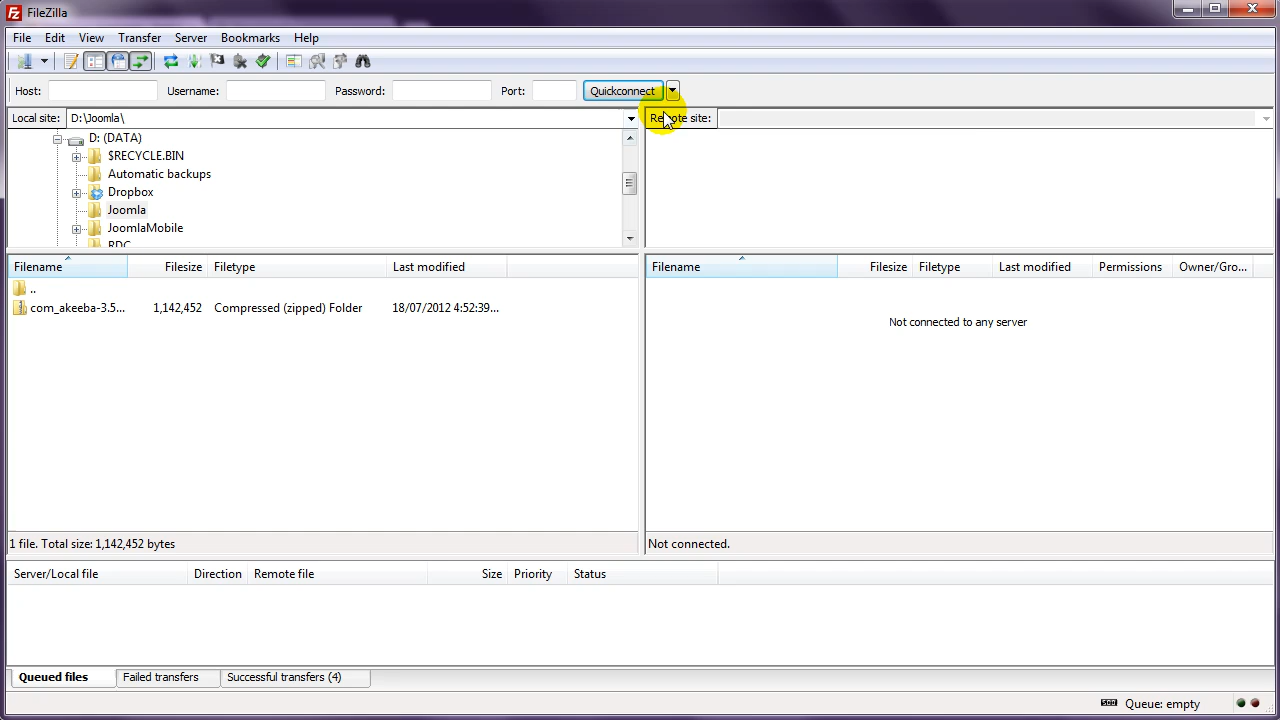 FileZilla
File Edit View Transfer Server Bookmarks Help
Host: Username: Password: Port: Quickconnect
Local site: D:\Joomla\
Remote site:
D: (DATA)
$RECYCLE.BIN
Automatic backups
Dropbox
Joomla
JoomlaMobile
RDC
Filename Filesize Filetype Last modified
..
com_akeeba-3.5... 1,142,452 Compressed (zipped) Folder 18/07/2012 4:52:39...
1 file. Total size: 1,142,452 bytes
Filename Filesize Filetype Last modified Permissions Owner/Gro...
Not connected to any server
Not connected.
Server/Local file Direction Remote file Size Priority Status
Queued files Failed transfers Successful transfers (4)
Queue: empty